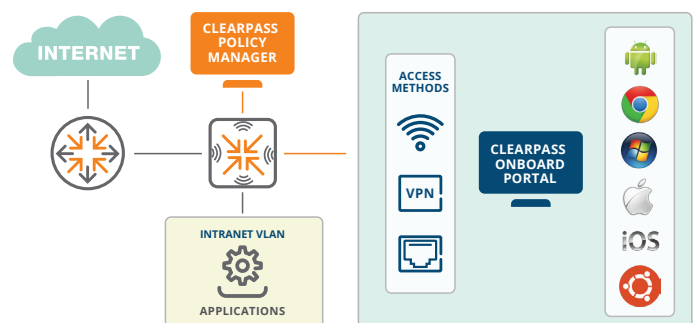 INTERNET
CLEARPASS
POLICY
MANAGER
INTRANET VLAN
APPLICATIONS
ACCESS
METHODS
VPN
CLEARPASS
ONBOARD
PORTAL
iOS